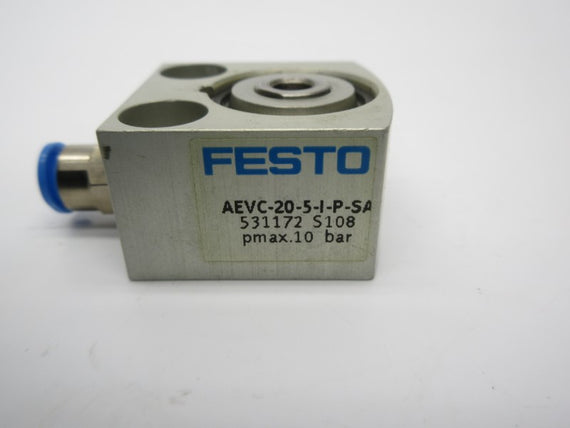 FESTO
AEVC-20-5-I-P-SA
531172 S108
pmax.10 bar